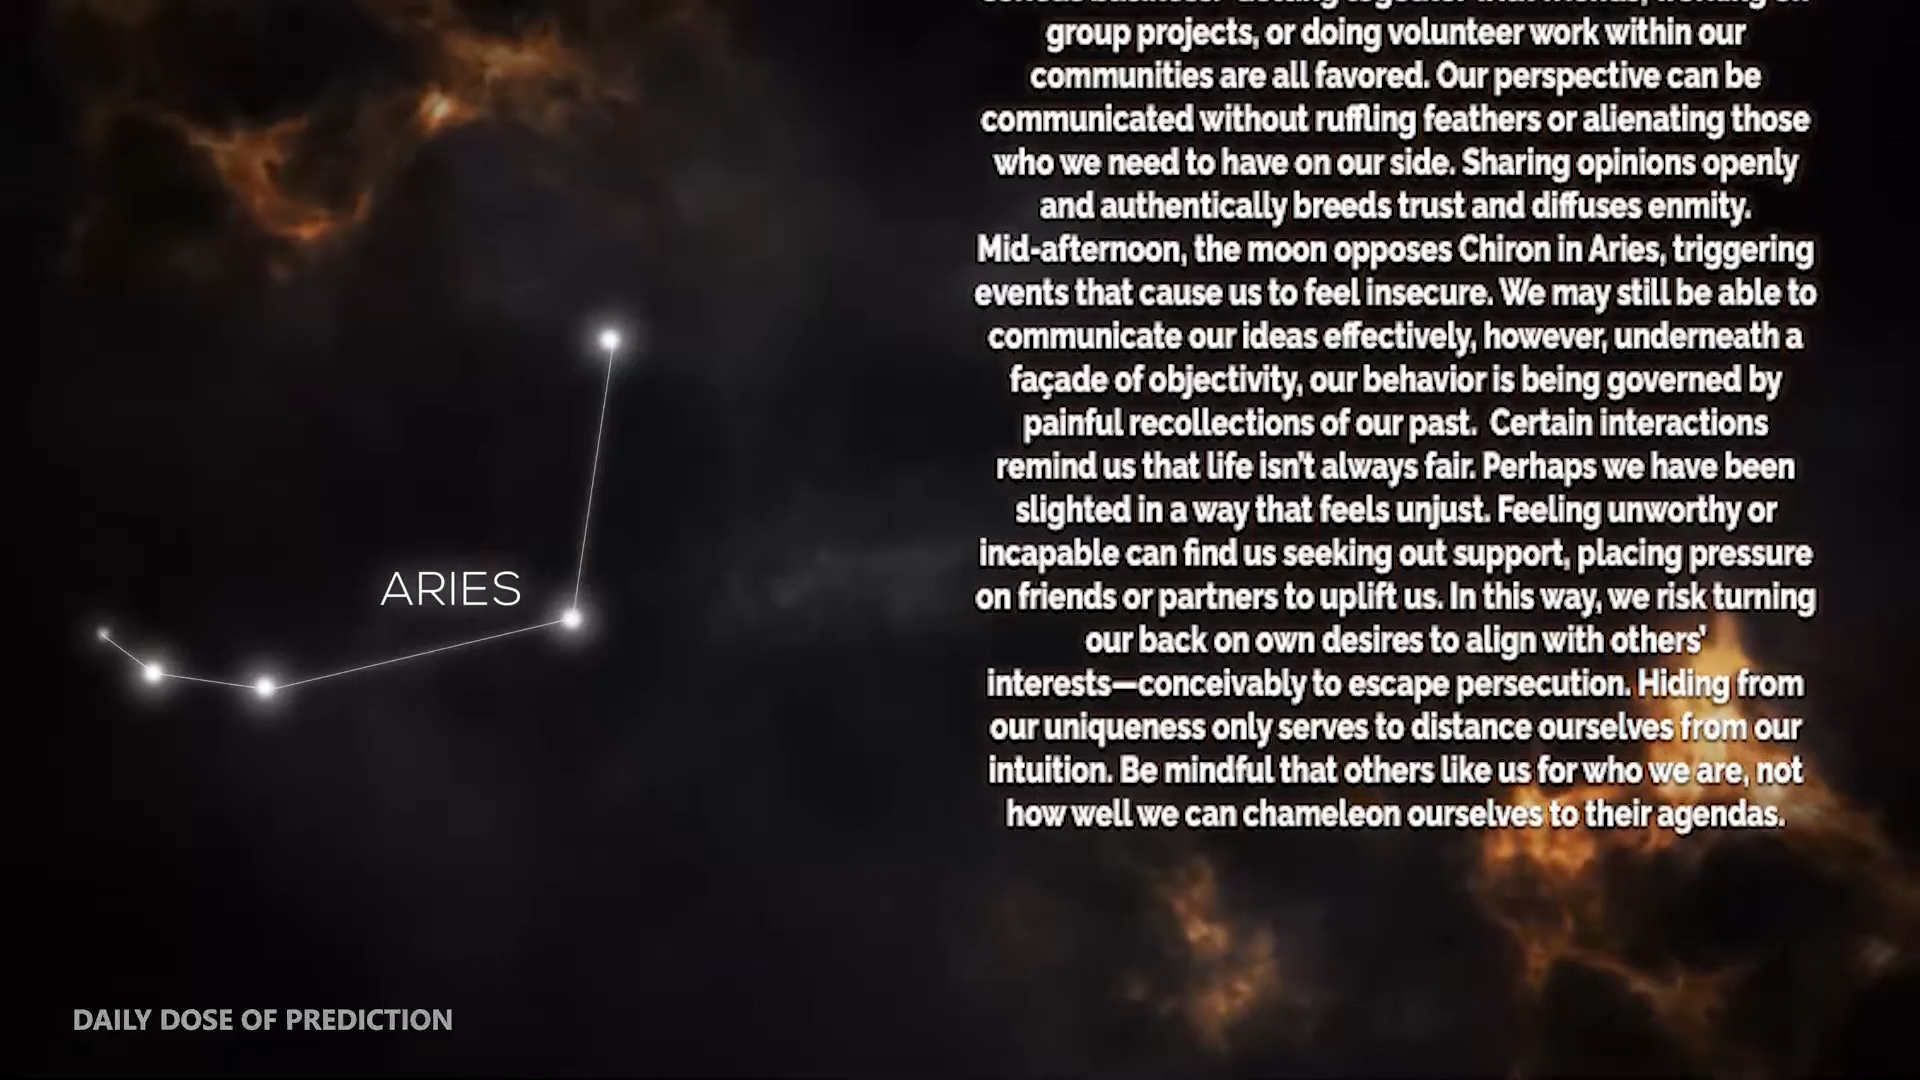 group projects, or doing volunteer work within our
communities are all favored. Our perspective can be
communicated without ruffling feathers or alienating those
who we need to have on our side. Sharing opinions openly
and authentically breeds trust and diffuses enmity.
Mid-afternoon, the moon opposes Chiron in Aries, triggering
events that cause us to feel insecure. We may still be able to
communicate our ideas effectively, however, underneath a
façade of objectivity, our behavior is being governed by
painful recollections of our past.  Certain interactions
remind us that life isn't always fair. Perhaps we have been
slighted in a way that feels unjust. Feeling unworthy or
incapable can find us seeking out support, placing pressure
on friends or partners to uplift us. In this way, we risk turning
our back on own desires to align with others'
interests—conceivably to escape persecution. Hiding from
our uniqueness only serves to distance ourselves from our
intuition. Be mindful that others like us for who we are, not
how well we can chameleon ourselves to their agendas.
ARIES
DAILY DOSE OF PREDICTION